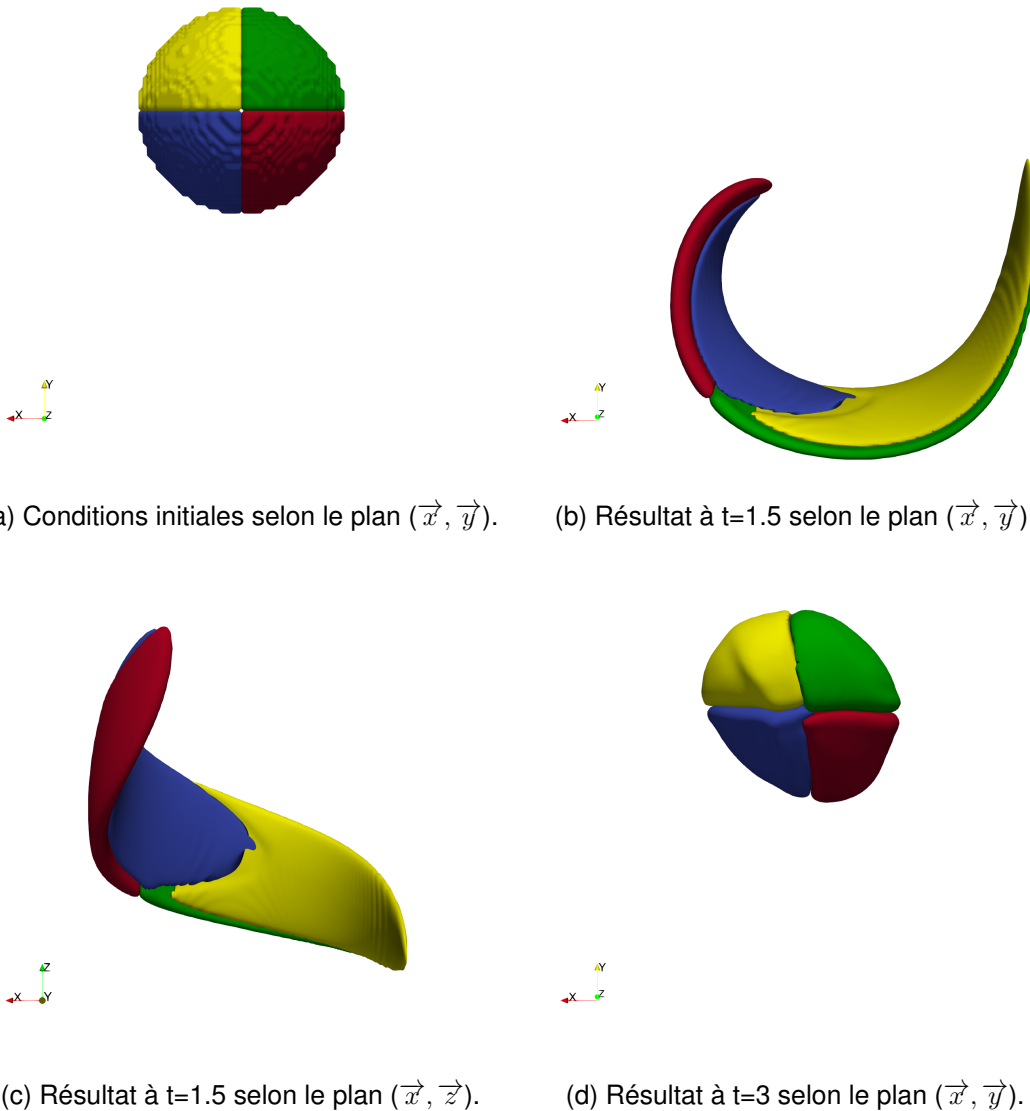 Y
X
Z
Y
X
Z
a) Conditions initiales selon le plan (x⃗, y⃗).
(b) Résultat à t=1.5 selon le plan (x⃗, y⃗)
Z
X
Y
Y
X
Z
(c) Résultat à t=1.5 selon le plan (x⃗, z⃗).
(d) Résultat à t=3 selon le plan (x⃗, y⃗).